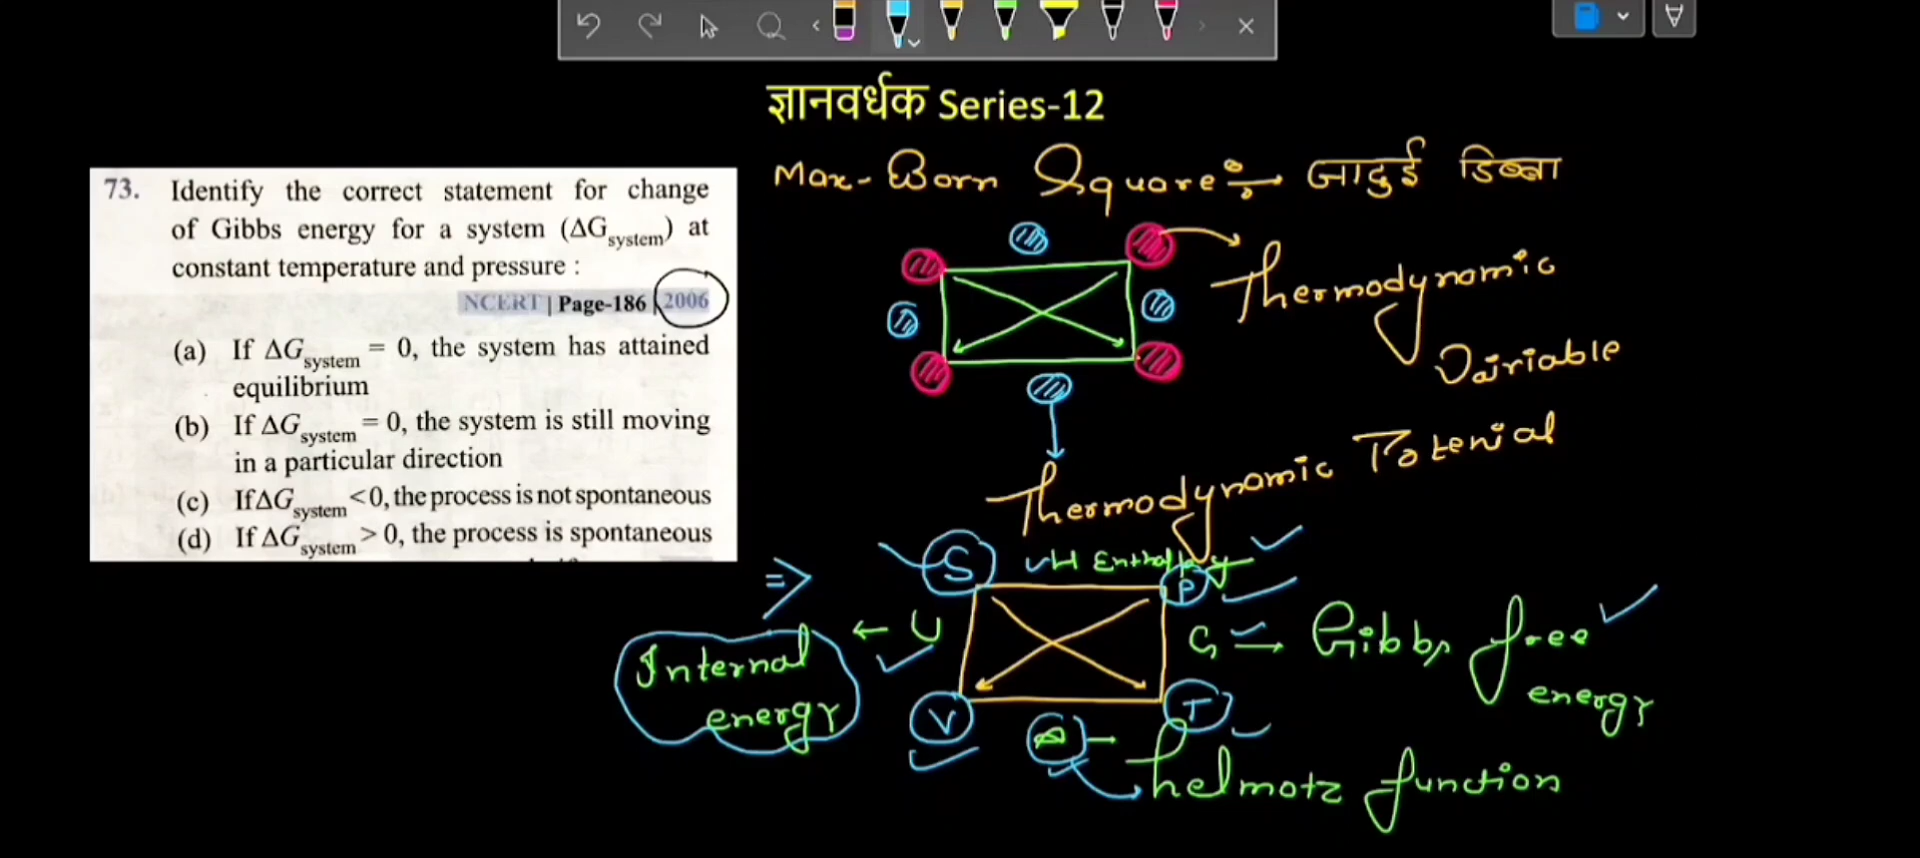 ज्ञानवर्धक Series-12
73. Identify the correct statement for change
of Gibbs energy for a system (ΔGsystem) at
constant temperature and pressure :
NCERT | Page-186 | 2006
(a) If ΔGsystem = 0, the system has attained
equilibrium
(b) If ΔGsystem = 0, the system is still moving
in a particular direction
(c) If ΔGsystem <0, the process is not spontaneous
(d) If ΔGsystem > 0, the process is spontaneous
Max-Born Square :→ जादुई डिब्बा
Thermodynamic
Vairiable
Thermodynamic Potenial
S H Enthalpy P
⇒
Internal
energy
← U
G ⇒ Gibbs free
energy
V A → T
helmotz function